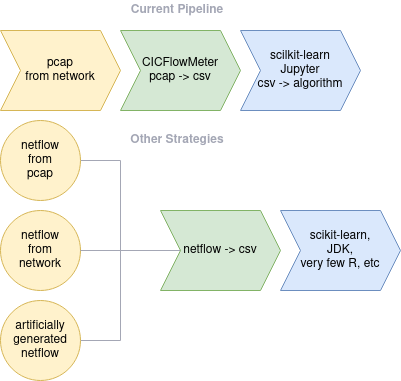 Current Pipeline
pcap
from network
CICFlowMeter
pcap -> csv
scilkit-learn
Jupyter
csv -> algorithm
Other Strategies
netflow
from
pcap
netflow
from
network
artificially
generated
netflow
netflow -> csv
scikit-learn,
JDK,
very few R, etc